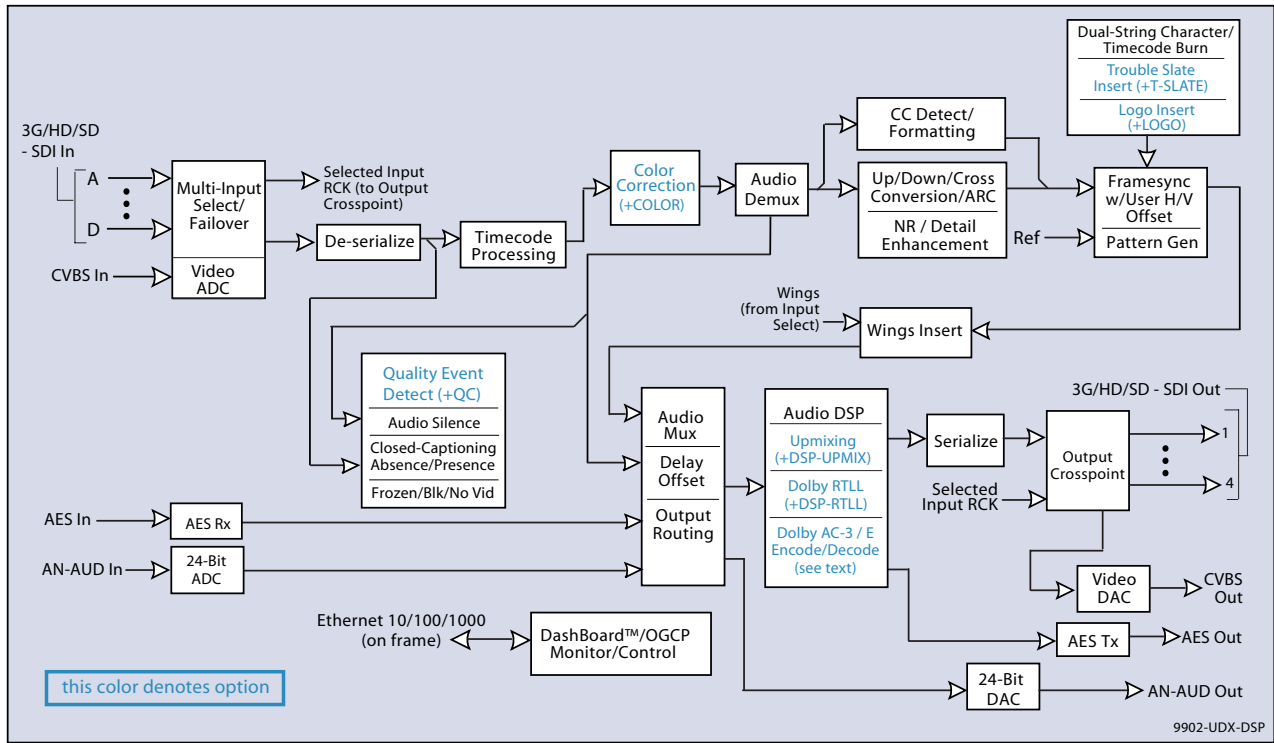 Dual-String Character/
Timecode Burn
Trouble Slate
Insert (+T-SLATE)
Logo Insert
(+LOGO)
3G/HD/SD
- SDI In
A
D
CVBS In
Multi-Input
Select/
Failover
Video
ADC
Selected Input
RCK (to Output
Crosspoint)
De-serialize
Timecode
Processing
Color
Correction
(+COLOR)
Audio
Demux
CC Detect/
Formatting
Up/Down/Cross
Conversion/ARC
NR / Detail
Enhancement
Ref
Framesync
w/User H/V
Offset
Pattern Gen
Wings
(from Input
Select)
Wings Insert
Quality Event
Detect (+QC)
Audio Silence
Closed-Captioning
Absence/Presence
Frozen/Blk/No Vid
Audio
Mux
Delay
Offset
Output
Routing
Audio DSP
Upmixing
(+DSP-UPMIX)
Dolby RTLL
(+DSP-RTLL)
Dolby AC-3 / E
Encode/Decode
(see text)
Serialize
Selected
Input RCK
Output
Crosspoint
3G/HD/SD - SDI Out
1
4
AES In
AES Rx
AN-AUD In
24-Bit
ADC
Video
DAC
CVBS
Out
AES Tx
AES Out
24-Bit
DAC
AN-AUD Out
Ethernet 10/100/1000
(on frame)
DashBoard™/OGCP
Monitor/Control
this color denotes option
9902-UDX-DSP